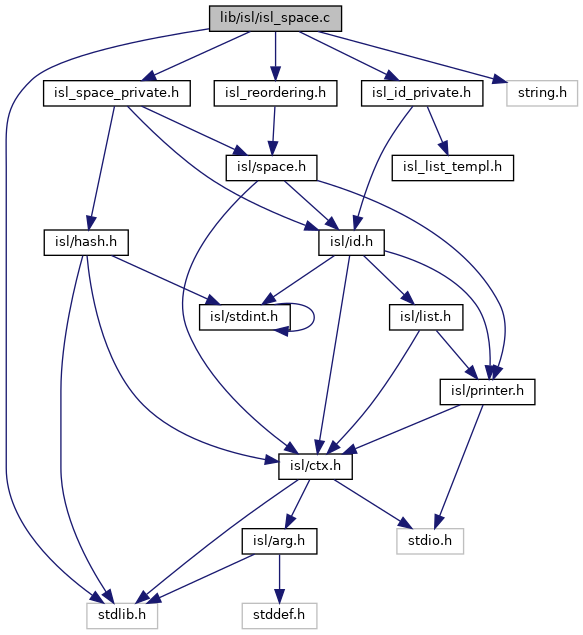 lib/isl/isl_space.c
isl_space_private.h
isl_reordering.h
isl_id_private.h
string.h
isl/space.h
isl_list_templ.h
isl/hash.h
isl/id.h
isl/stdint.h
isl/list.h
isl/printer.h
isl/ctx.h
isl/arg.h
stdio.h
stdlib.h
stddef.h